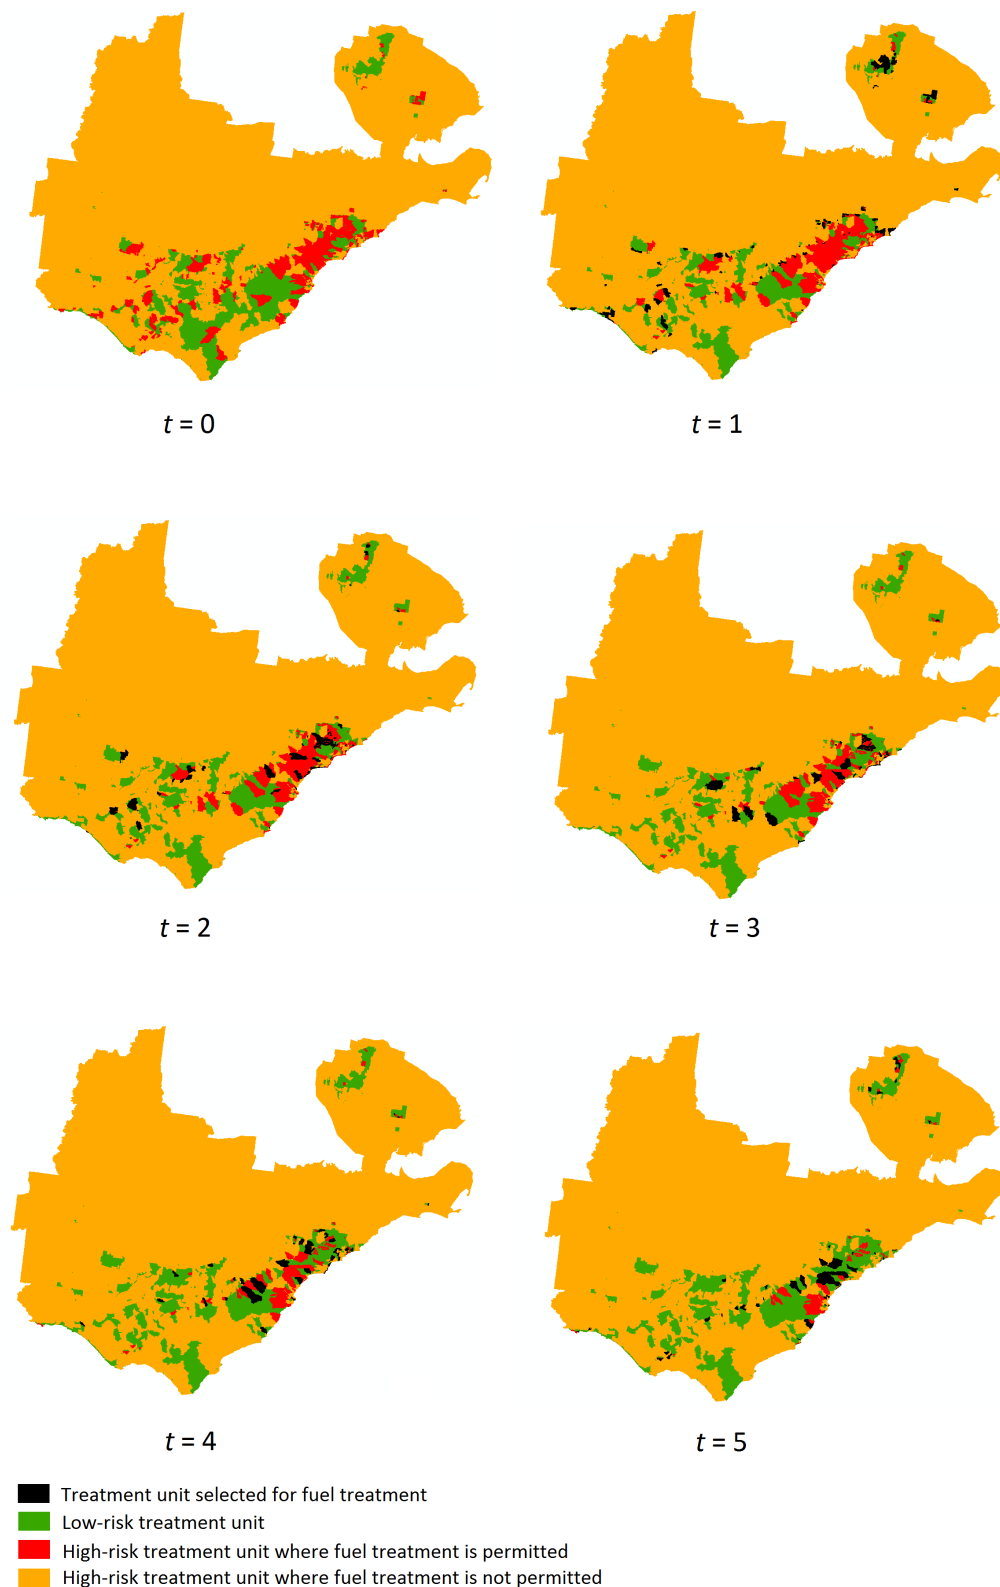 t = 0
t = 1
t = 2
t = 3
t = 4
t = 5
Treatment unit selected for fuel treatment
Low-risk treatment unit
High-risk treatment unit where fuel treatment is permitted
High-risk treatment unit where fuel treatment is not permitted